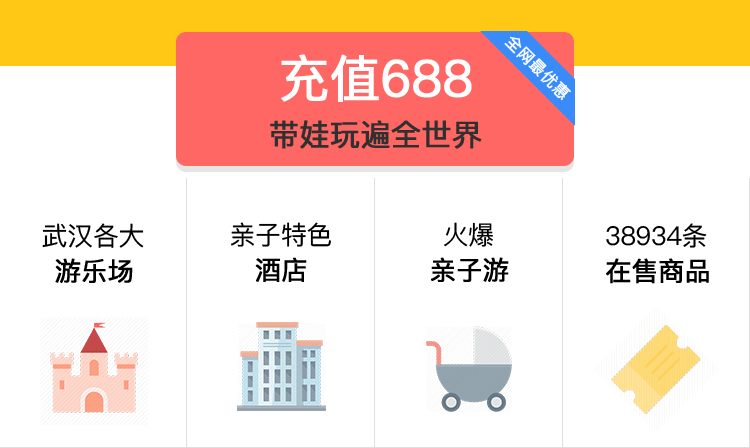 全网最优惠
充值688
带娃玩遍全世界
武汉各大
游乐场
亲子特色
酒店
火爆
亲子游
38934条
在售商品